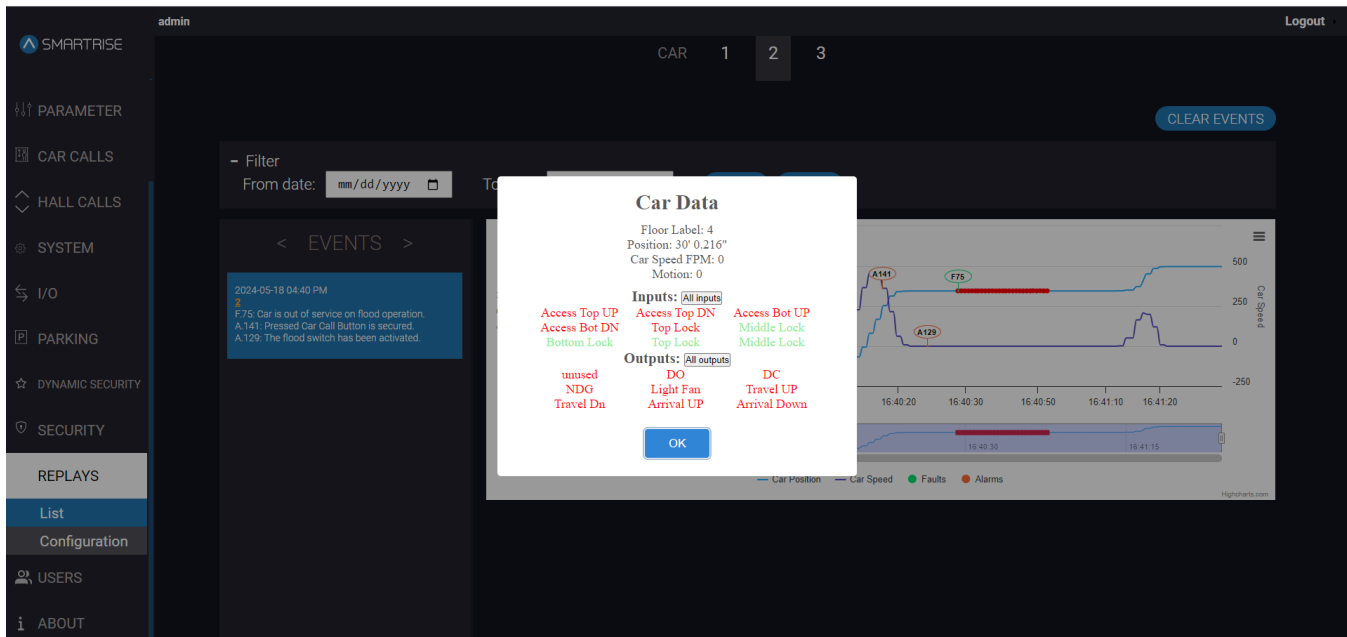 admin
Logout
SMARTRISE
CAR 1 2 3
PARAMETER
CLEAR EVENTS
CAR CALLS
- Filter
From date: mm/dd/yyyy
HALL CALLS
SYSTEM
I/O
PARKING
DYNAMIC SECURITY
SECURITY
REPLAYS
List
Configuration
USERS
ABOUT
< EVENTS >
2024-05-18 04:40 PM
2
F.75: Car is out of service on flood operation.
A.141: Pressed Car Call Button is secured.
A.129: The flood switch has been activated.
Car Data
Floor Label: 4
Position: 30' 0.216"
Car Speed FPM: 0
Motion: 0
Inputs: All inputs
Access Top UP Access Top DN Access Bot UP
Access Bot DN Top Lock Middle Lock
Bottom Lock Top Lock Middle Lock
Outputs: All outputs
unused DO DC
NDG Light Fan Travel UP
Travel Dn Arrival UP Arrival Down
OK
A141
F75
A129
500
250
0
-250
Car Speed
16:40:20 16:40:30 16:40:50 16:41:10 16:41:20
16:40:30 16:41:15
Car Position Car Speed Faults Alarms
Highcharts.com